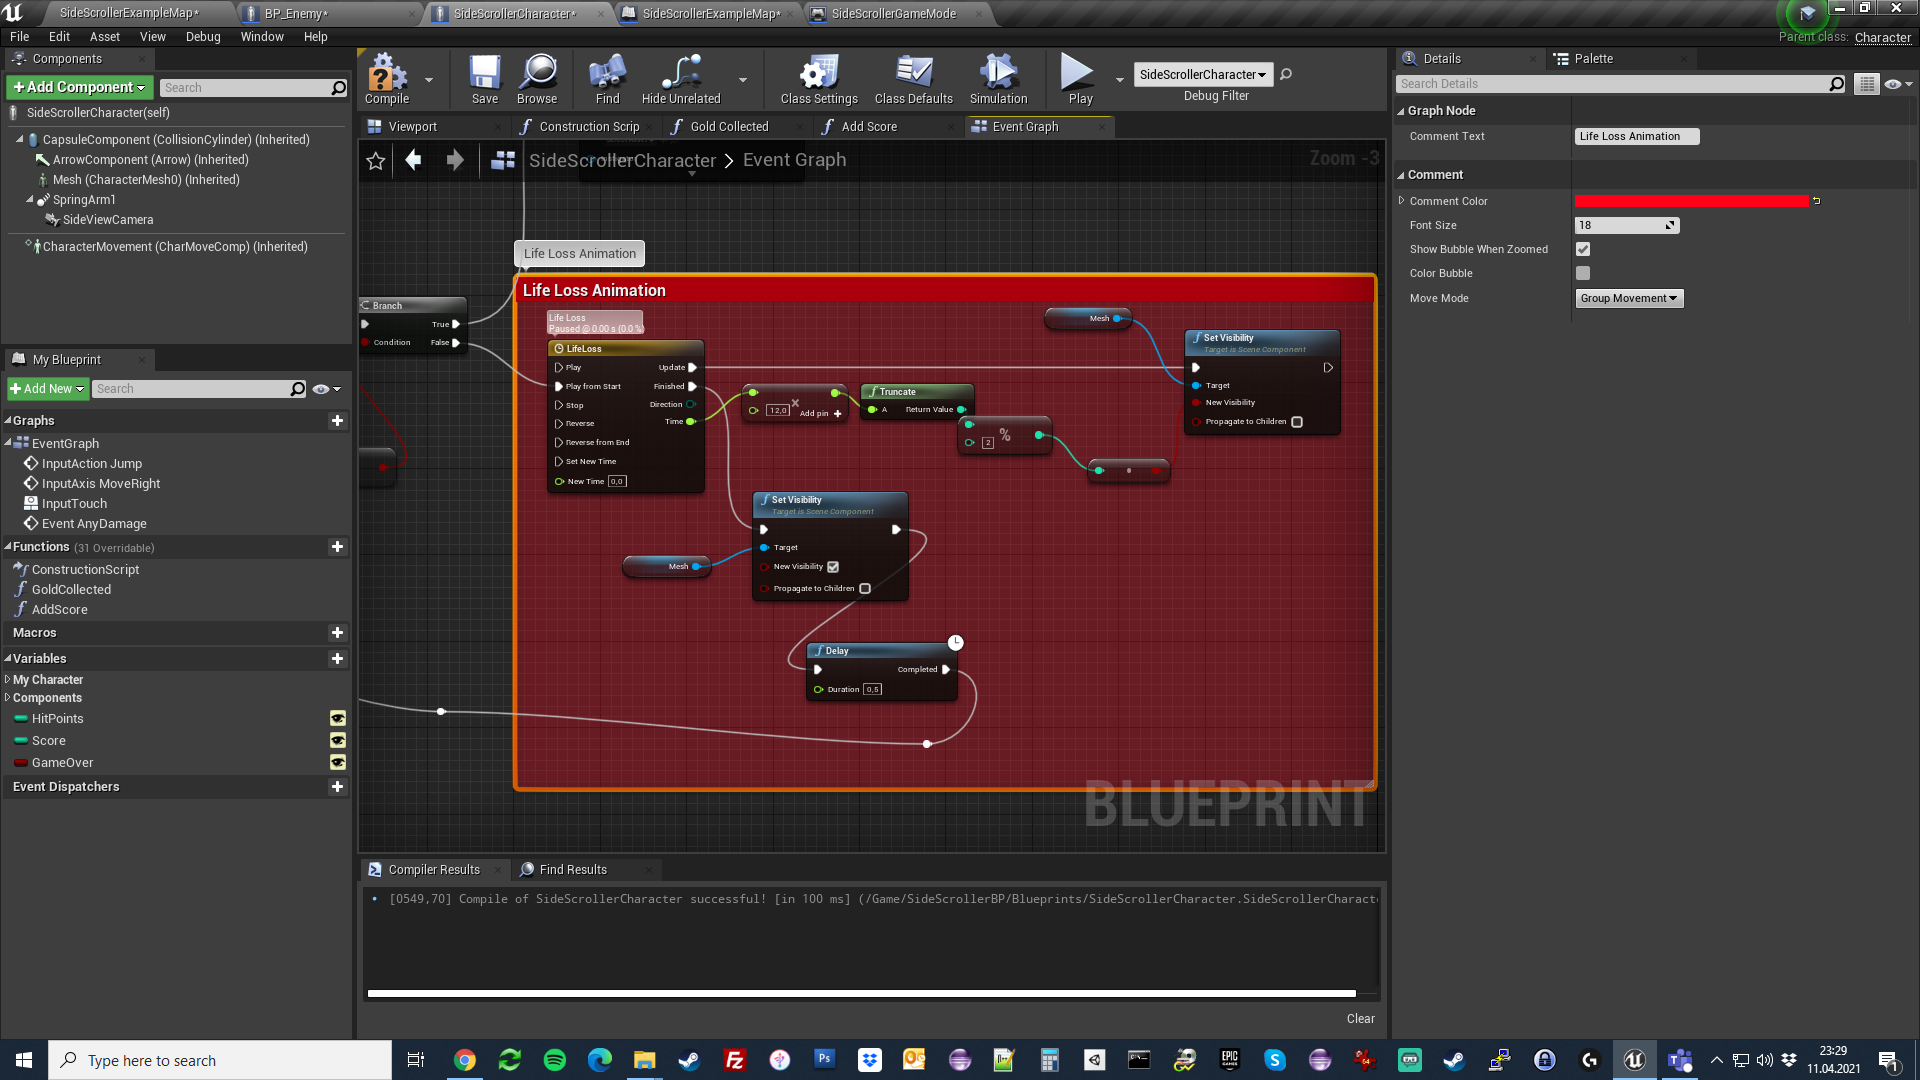 SideScrollerExampleMap*
BP_Enemy*
SideScrollerCharacter*
SideScrollerExampleMap*
SideScrollerGameMode
File Edit Asset View Debug Window Help
Parent class: Character
Components
+ Add Component
Search
SideScrollerCharacter(self)
CapsuleComponent (CollisionCylinder) (Inherited)
ArrowComponent (Arrow) (Inherited)
Mesh (CharacterMesh0) (Inherited)
SpringArm1
SideViewCamera
CharacterMovement (CharMoveComp) (Inherited)
My Blueprint
+ Add New
Search
Graphs
EventGraph
InputAction Jump
InputAxis MoveRight
InputTouch
Event AnyDamage
Functions (31 Overridable)
ConstructionScript
GoldCollected
AddScore
Macros
Variables
My Character
Components
HitPoints
Score
GameOver
Event Dispatchers
Compile
Save
Browse
Find
Hide Unrelated
Class Settings
Class Defaults
Simulation
Play
SideScrollerCharacter
Debug Filter
Viewport
Construction Scrip
Gold Collected
Add Score
Event Graph
SideScrollerCharacter > Event Graph
Zoom -3
Life Loss Animation
Life Loss Animation
Branch
True
Condition False
Life Loss
Paused @ 0.00 s (0.0 %)
LifeLoss
Play Update
Play from Start Finished
Stop Direction
Reverse Time
Reverse from End
Set New Time
New Time 0,0
12,0 × Add pin +
Truncate
A Return Value
2 %
Mesh
Set Visibility
Target is Scene Component
Target
New Visibility
Propagate to Children
Set Visibility
Target is Scene Component
Target
New Visibility
Propagate to Children
Mesh
Delay
Completed
Duration 0,5
BLUEPRINT
Compiler Results
Find Results
[0549,70] Compile of SideScrollerCharacter successful! [in 100 ms] (/Game/SideScrollerBP/Blueprints/SideScrollerCharacter.SideScrollerCharact
Clear
Details
Palette
Search Details
Graph Node
Comment Text Life Loss Animation
Comment
Comment Color
Font Size 18
Show Bubble When Zoomed
Color Bubble
Move Mode Group Movement
Type here to search
23:29
11.04.2021
1